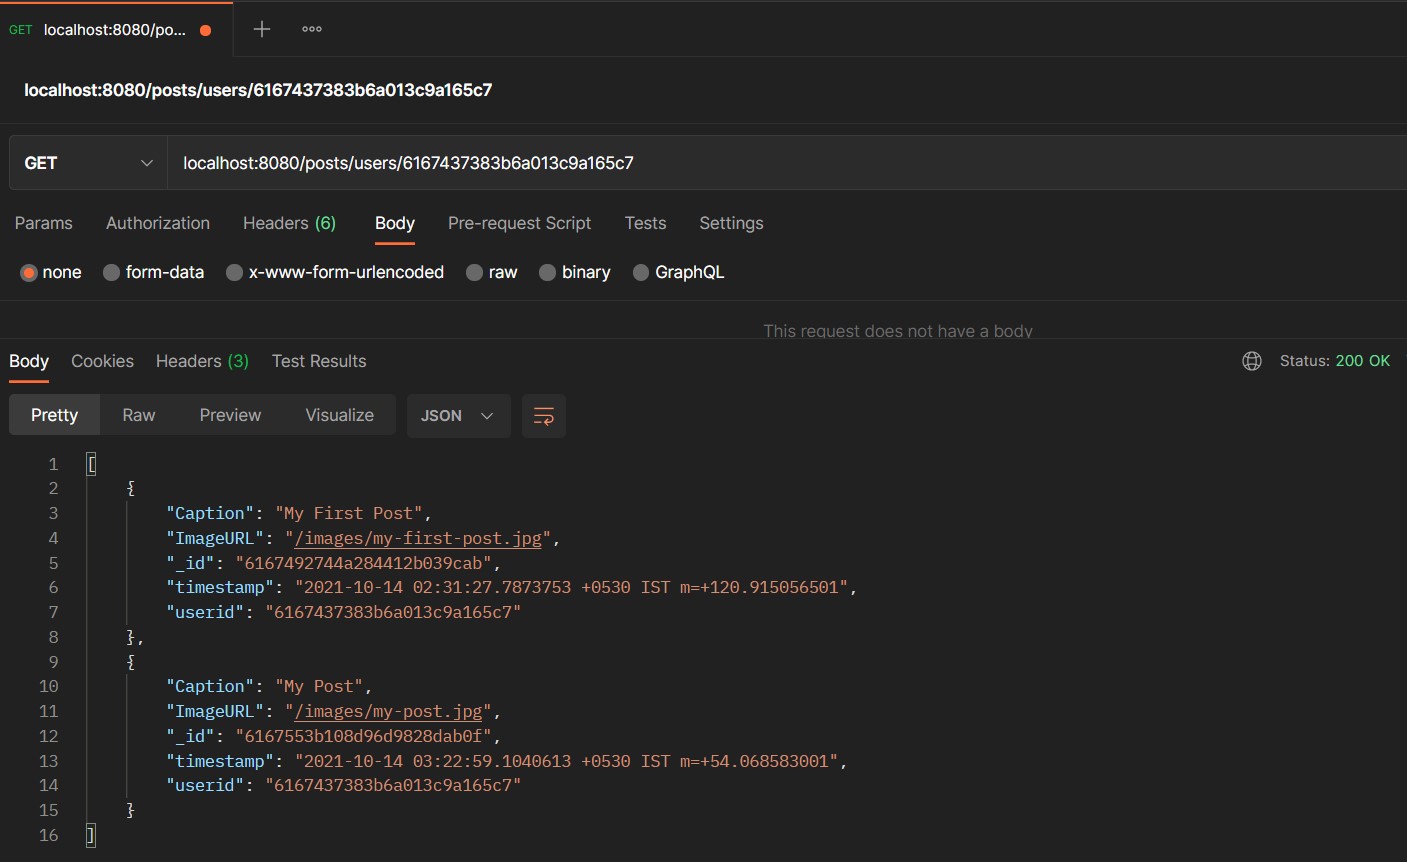 GET localhost:8080/po...
localhost:8080/posts/users/6167437383b6a013c9a165c7
GET localhost:8080/posts/users/6167437383b6a013c9a165c7
Params Authorization Headers (6) Body Pre-request Script Tests Settings
none form-data x-www-form-urlencoded raw binary GraphQL
This request does not have a body
Body Cookies Headers (3) Test Results Status: 200 OK
Pretty Raw Preview Visualize JSON
1 [
2 {
3 "Caption": "My First Post",
4 "ImageURL": "/images/my-first-post.jpg",
5 "_id": "6167492744a284412b039cab",
6 "timestamp": "2021-10-14 02:31:27.7873753 +0530 IST m=+120.915056501",
7 "userid": "6167437383b6a013c9a165c7"
8 },
9 {
10 "Caption": "My Post",
11 "ImageURL": "/images/my-post.jpg",
12 "_id": "6167553b108d96d9828dab0f",
13 "timestamp": "2021-10-14 03:22:59.1040613 +0530 IST m=+54.068583001",
14 "userid": "6167437383b6a013c9a165c7"
15 }
16 ]